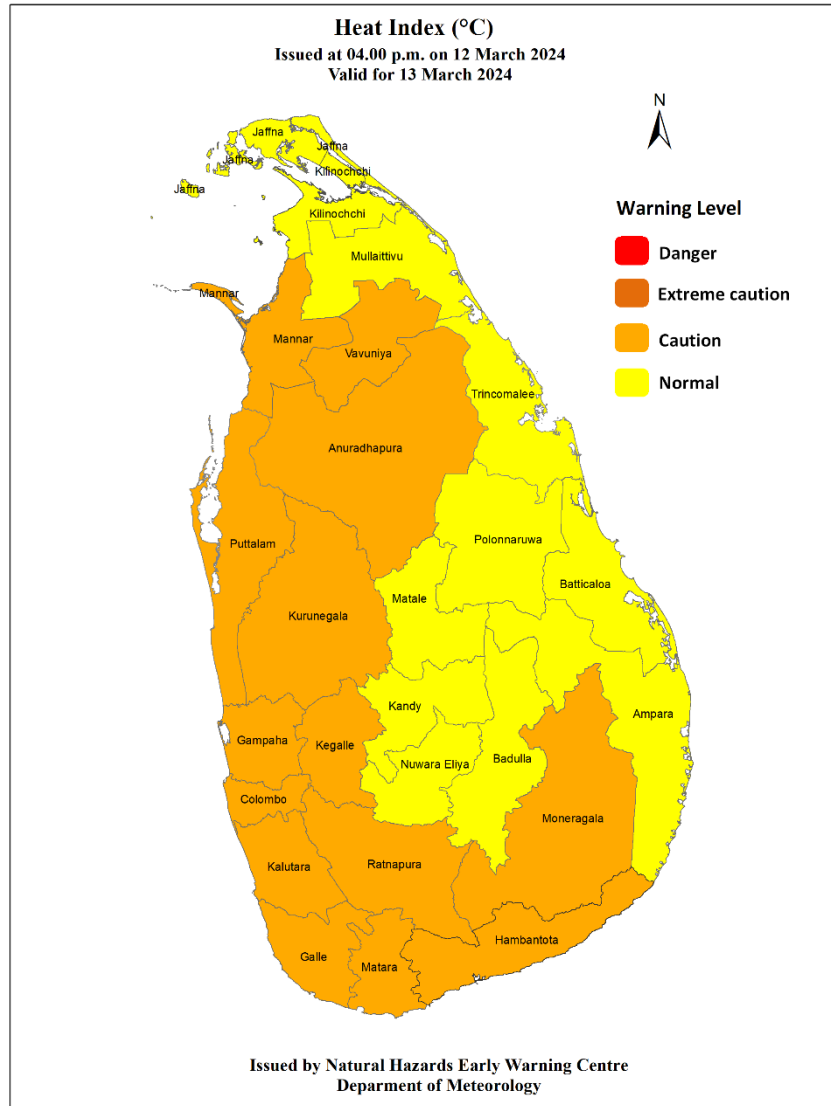 Heat Index (°C)
Issued at 04.00 p.m. on 12 March 2024
Valid for 13 March 2024
N
Jaffna
Jaffna
Jaffna
Kilinochchi
Jaffna
Kilinochchi
Warning Level
Mullaittivu
Danger
Mannar
Extreme caution
Mannar
Caution
Vavuniya
Normal
Trincomalee
Anuradhapura
Puttalam
Polonnaruwa
Batticaloa
Matale
Kurunegala
Kandy
Ampara
Gampaha
Kegalle
Nuwara Eliya
Badulla
Colombo
Moneragala
Kalutara
Ratnapura
Hambantota
Galle
Matara
Issued by Natural Hazards Early Warning Centre
Deparment of Meteorology